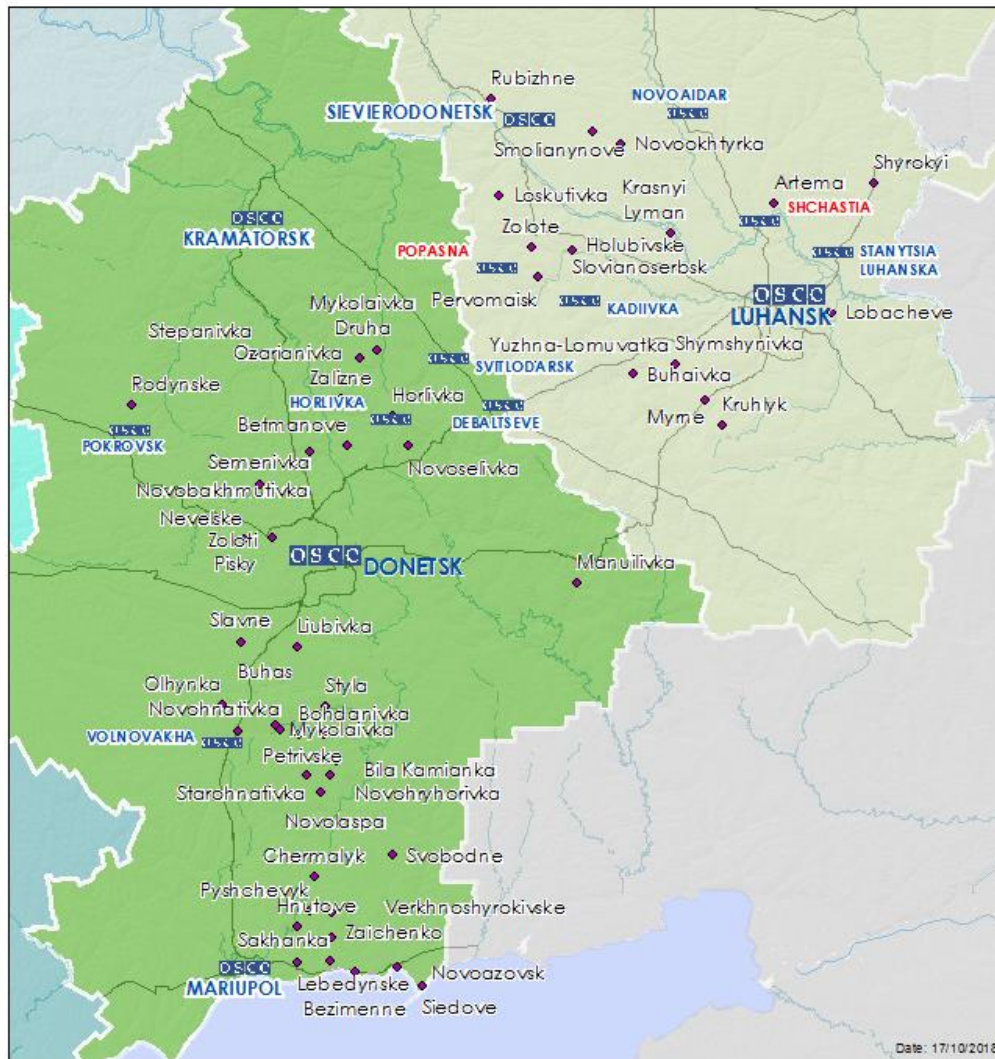 Rubizhne
NOVOAIDAR
SIEVIERODONETSK
OSCE
OSCE
Smolianynove
Novookhtyrka
Shyrokyi
Loskutivka
Krasnyi
Lyman
Artema
SHCHASTIA
OSCE
KRAMATORSK
OSCE
Zolote
POPASNA
Holubivske
OSCE
STANYTSIA
LUHANSKA
OSCE
Slovianoserbsk
Pervomaisk
OSCE
KADIIVKA
OSCE
LUHANSK
Lobacheve
Mykolaivka
Druha
Stepanivka
Ozarianivka
OSCE
SVITLODARSK
Yuzhna-Lomuvatka
Shymshynivka
Zalizne
Buhaivka
Rodynske
HORLIVKA
Horlivka
OSCE
OSCE
DEBALTSEVE
Myrne
Kruhlyk
OSCE
POKROVSK
Betmanove
Semenivka
Novoselivka
Novobakhmutivka
Nevelske
Zoloti
Pisky
OSCE
DONETSK
Manuilivka
Slavne
Liubivka
Buhas
Olhynka
Styla
Novohnativka
Bohdanivka
VOLNOVAKHA
OSCE
Mykolaivka
Petrivske
Bila Kamianka
Starohnativka
Novohryhorivka
Novolaspa
Chermalyk
Svobodne
Pyshchevyk
Hnutove
Verkhnoshyrokivske
Zaichenko
Sakhanka
OSCE
MARIUPOL
Lebedynske
Novoazovsk
Bezimenne
Siedove
Date: 17/10/2018